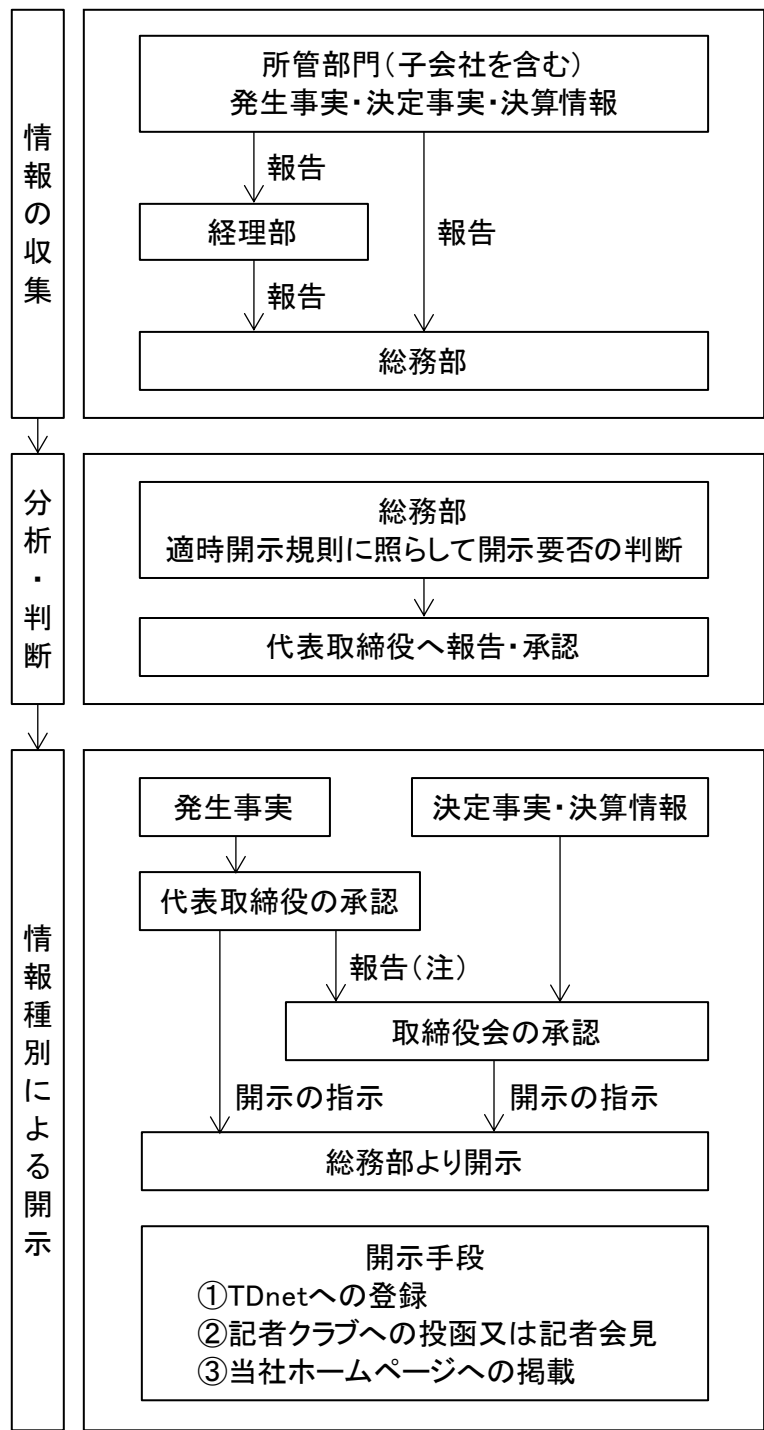 情報の収集
所管部門(子会社を含む)
発生事実・決定事実・決算情報
報告
経理部
報告
報告
総務部
分析・判断
総務部
適時開示規則に照らして開示要否の判断
代表取締役へ報告・承認
情報種別による開示
発生事実
決定事実・決算情報
代表取締役の承認
報告(注)
取締役会の承認
開示の指示
開示の指示
総務部より開示
開示手段
①TDnetへの登録
②記者クラブへの投函又は記者会見
③当社ホームページへの掲載